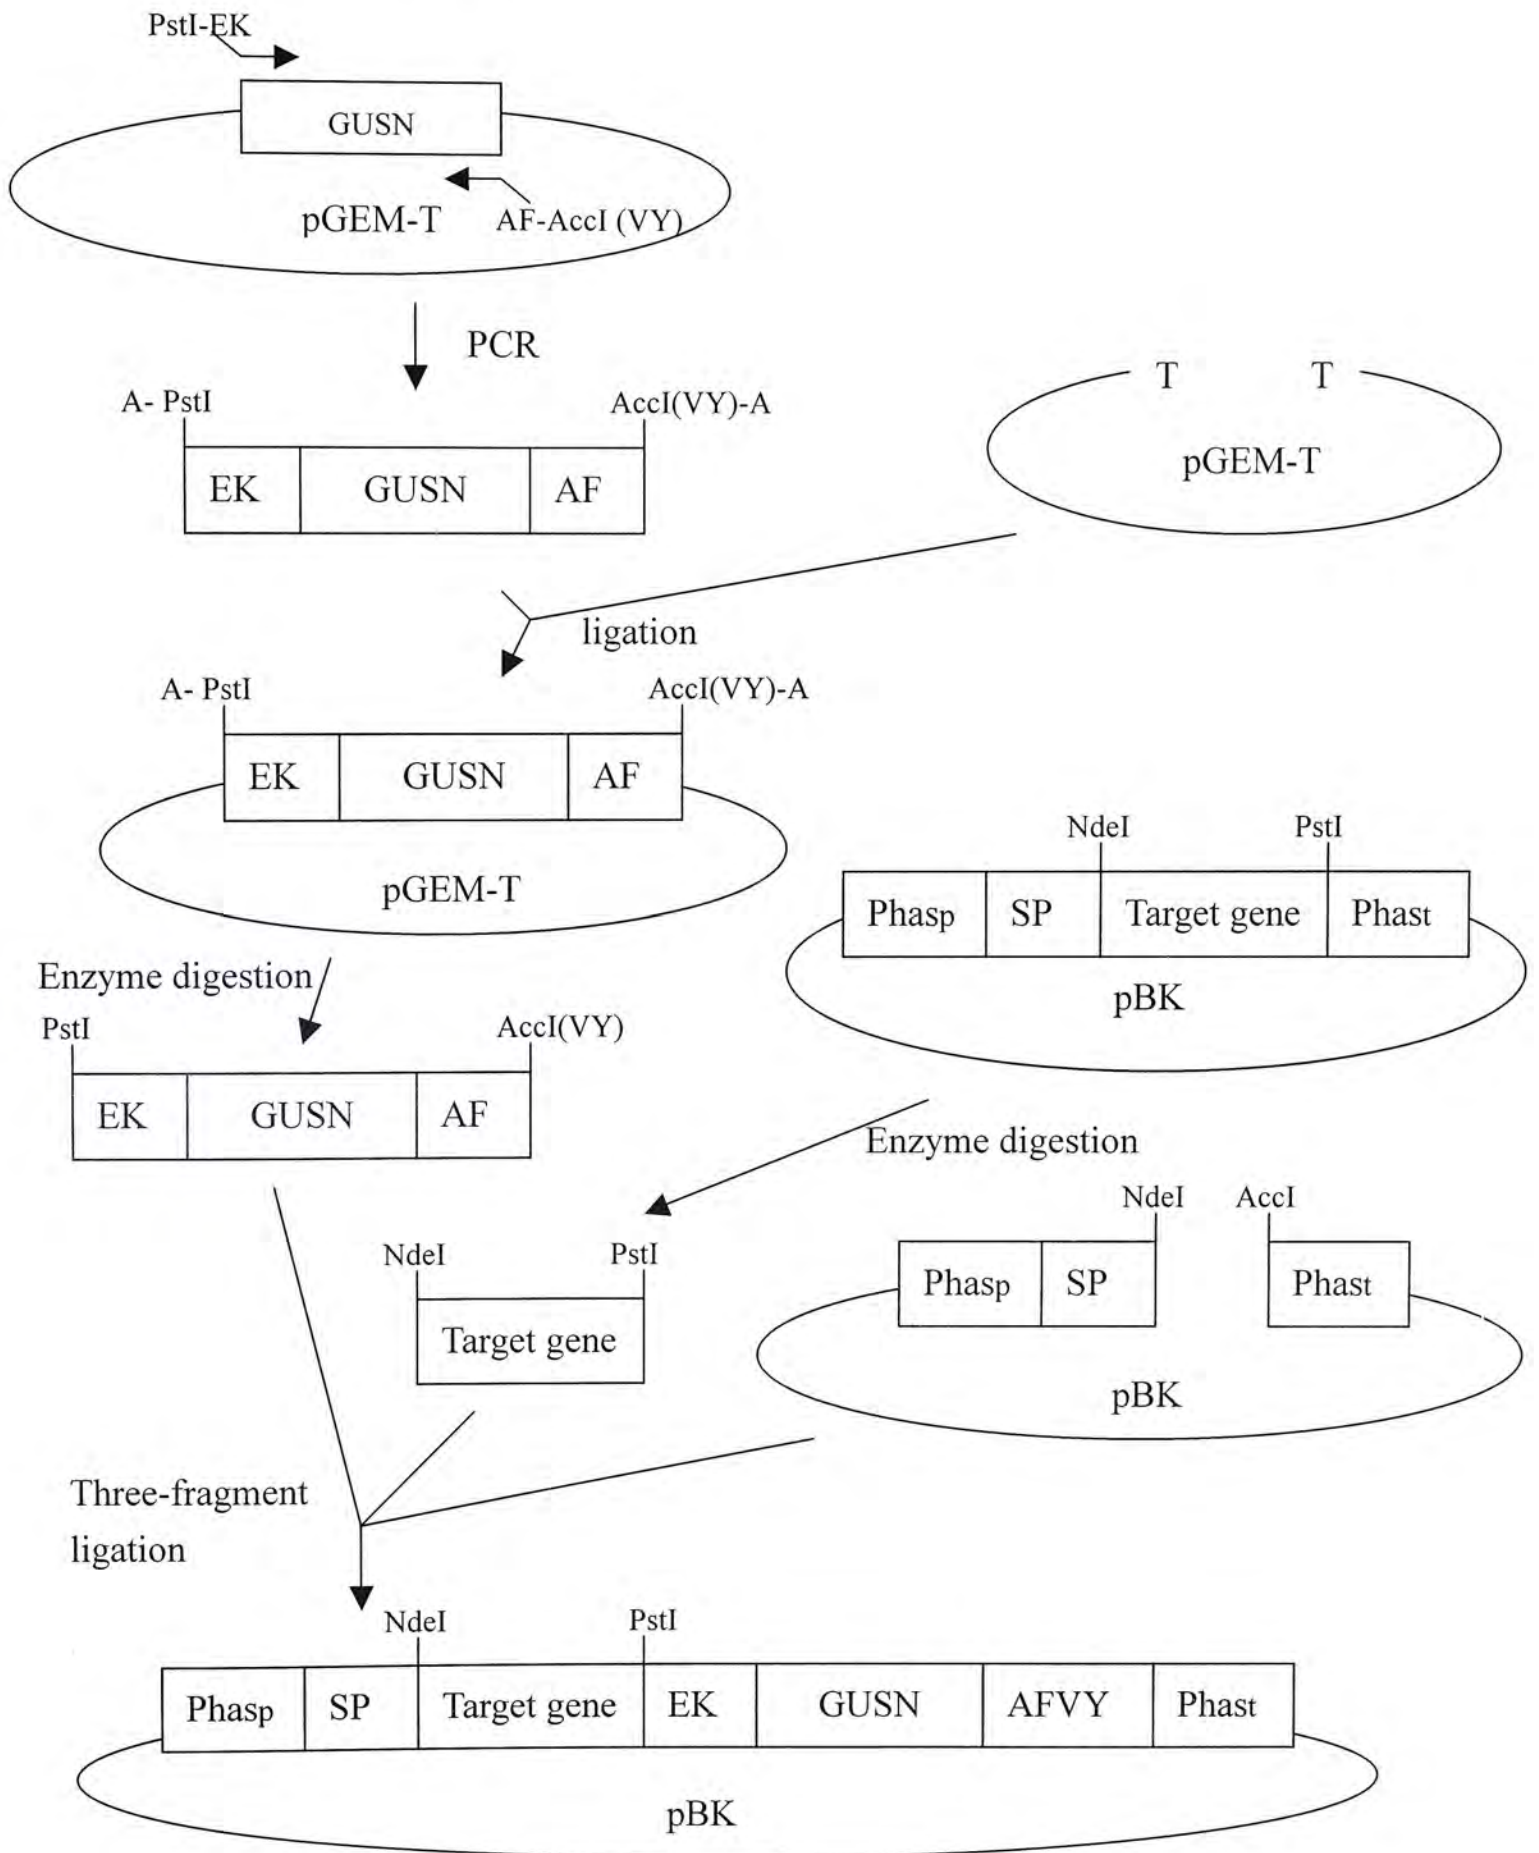 PstI-EK
GUSN
pGEM-T
AF-AccI (VY)
PCR
A- PstI
AccI(VY)-A
EK
GUSN
AF
T
T
pGEM-T
ligation
A- PstI
AccI(VY)-A
EK
GUSN
AF
pGEM-T
NdeI
PstI
Phasp
SP
Target gene
Phast
pBK
Enzyme digestion
PstI
AccI(VY)
EK
GUSN
AF
Enzyme digestion
NdeI
PstI
Target gene
NdeI
AccI
Phasp
SP
Phast
pBK
Three-fragment
ligation
NdeI
PstI
Phasp
SP
Target gene
EK
GUSN
AFVY
Phast
pBK